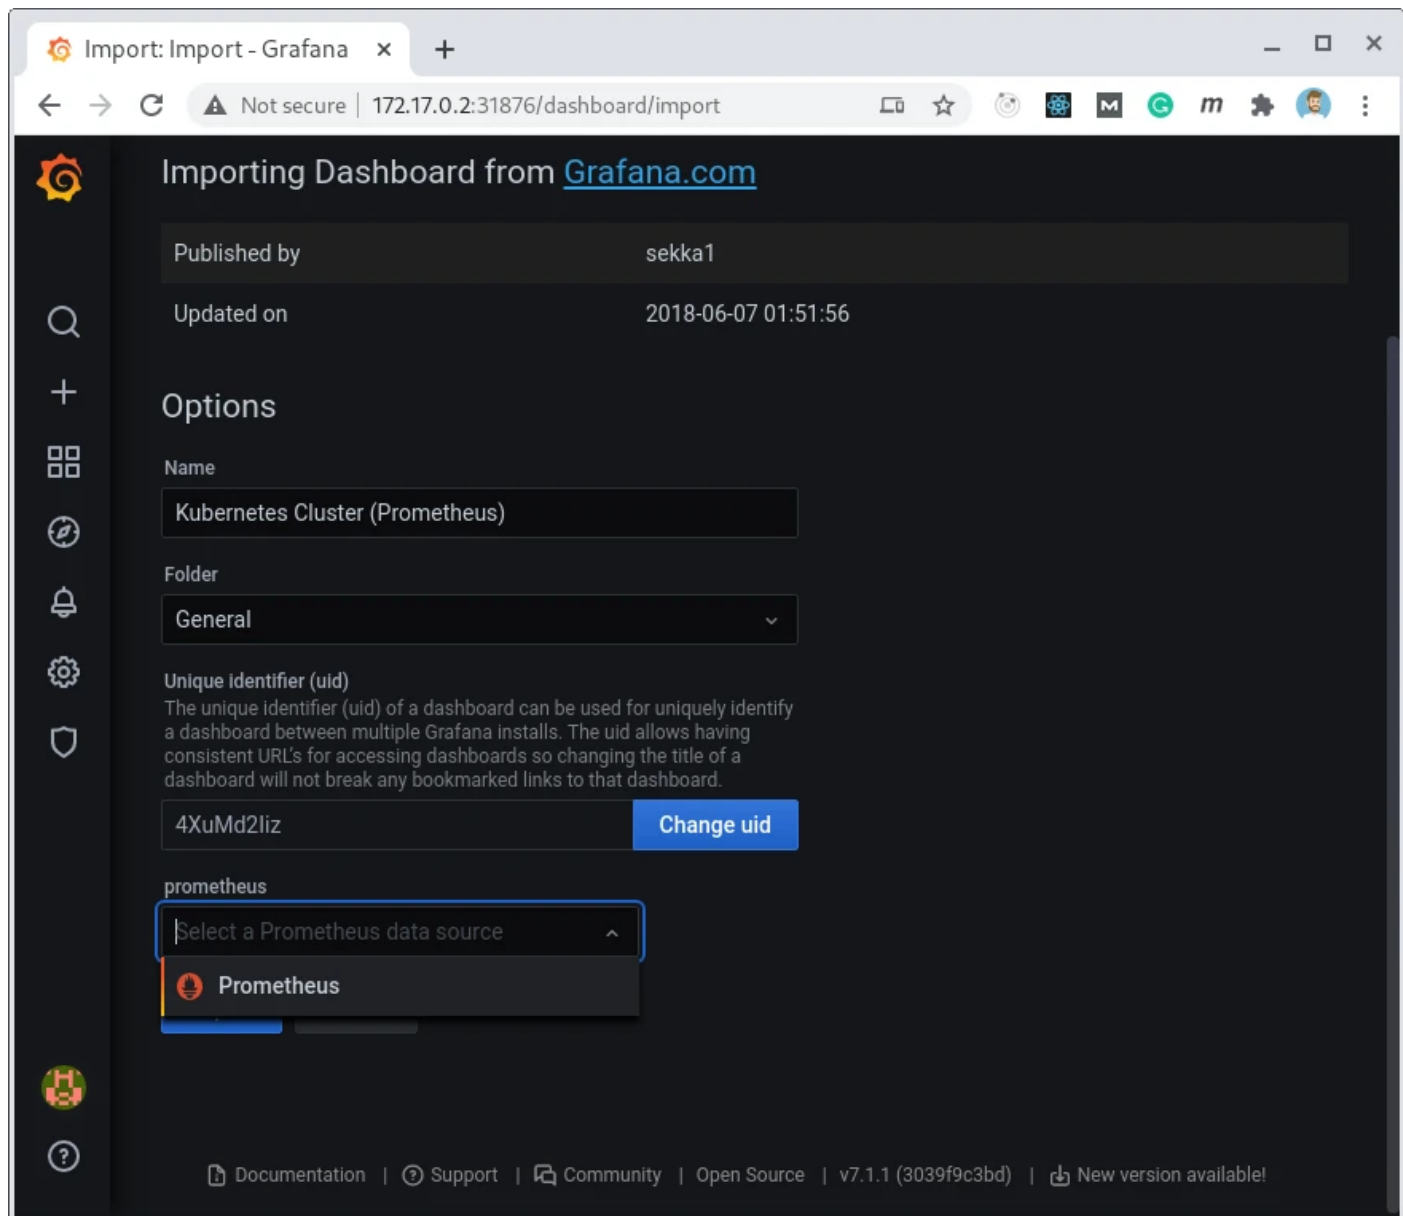 Import: Import - Grafana
Not secure | 172.17.0.2:31876/dashboard/import
Importing Dashboard from Grafana.com
Published by sekka1
Updated on 2018-06-07 01:51:56
Options
Name
Kubernetes Cluster (Prometheus)
Folder
General
Unique identifier (uid)
The unique identifier (uid) of a dashboard can be used for uniquely identify
a dashboard between multiple Grafana installs. The uid allows having
consistent URL's for accessing dashboards so changing the title of a
dashboard will not break any bookmarked links to that dashboard.
4XuMd2Iiz Change uid
prometheus
Select a Prometheus data source
Prometheus
Documentation | Support | Community | Open Source | v7.1.1 (3039f9c3bd) | New version available!